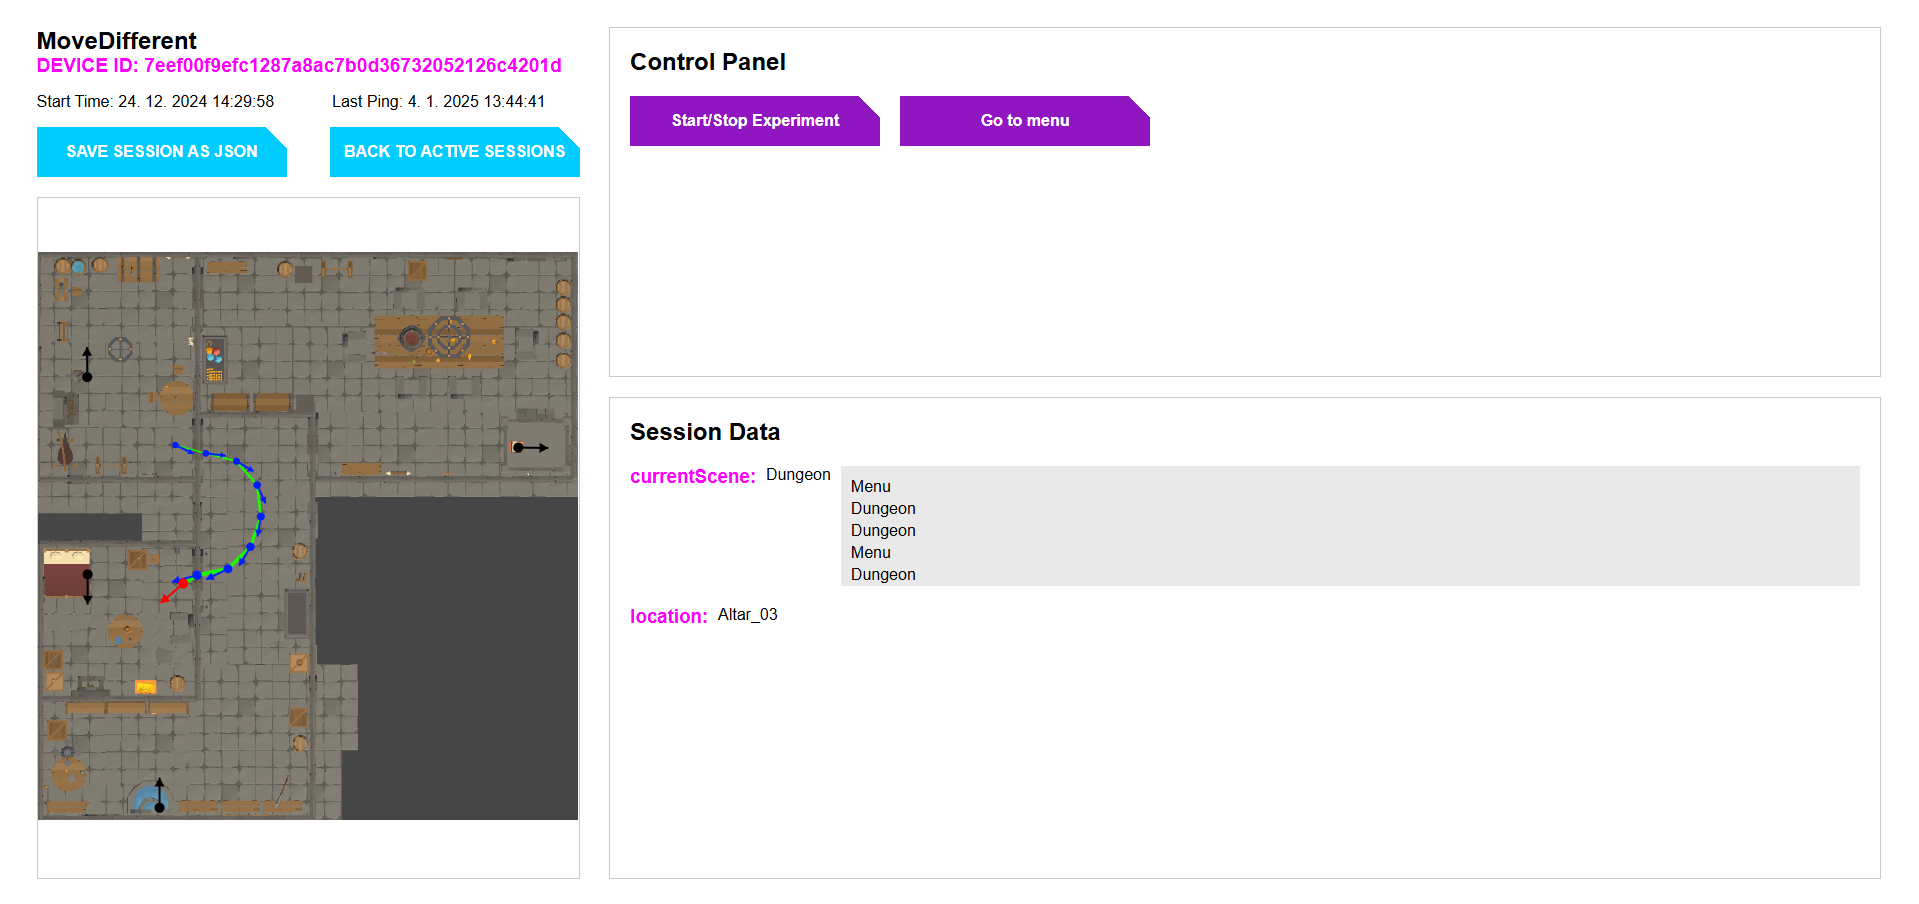 MoveDifferent
DEVICE ID: 7eef00f9efc1287a8ac7b0d36732052126c4201d
Start Time: 24. 12. 2024 14:29:58
Last Ping: 4. 1. 2025 13:44:41
SAVE SESSION AS JSON
BACK TO ACTIVE SESSIONS
Control Panel
Start/Stop Experiment
Go to menu
Session Data
currentScene: Dungeon
Menu
Dungeon
Dungeon
Menu
Dungeon
location: Altar_03